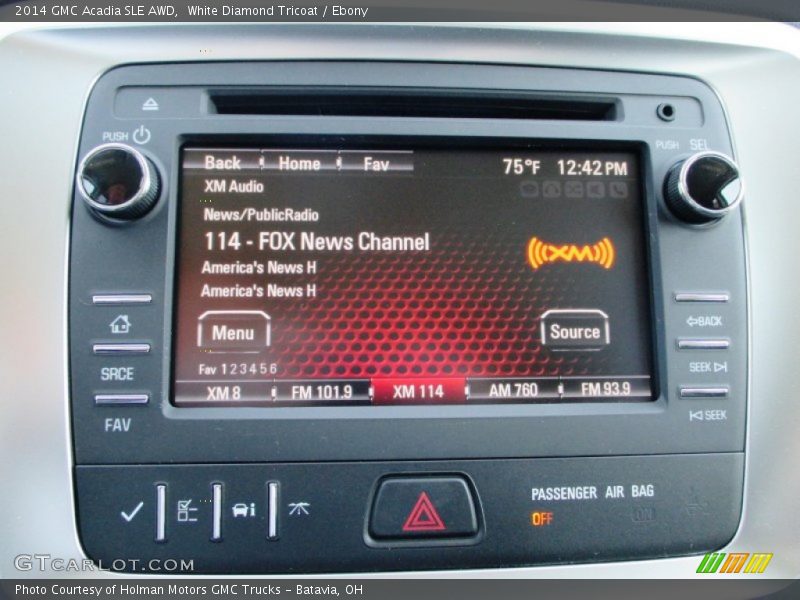 2014 GMC Acadia SLE AWD,  White Diamond Tricoat / Ebony
PUSH
PUSH SEL
Back Home Fav 75°F 12:42 PM
XM Audio
News/PublicRadio
114 - FOX News Channel
America's News H
America's News H
XM
Menu Source
Fav 1 2 3 4 5 6
XM 8 FM 101.9 XM 114 AM 760 FM 93.9
SRCE
FAV
BACK
SEEK
SEEK
PASSENGER AIR BAG
OFF ON
GTCARLOT.COM
Photo Courtesy of Holman Motors GMC Trucks - Batavia, OH